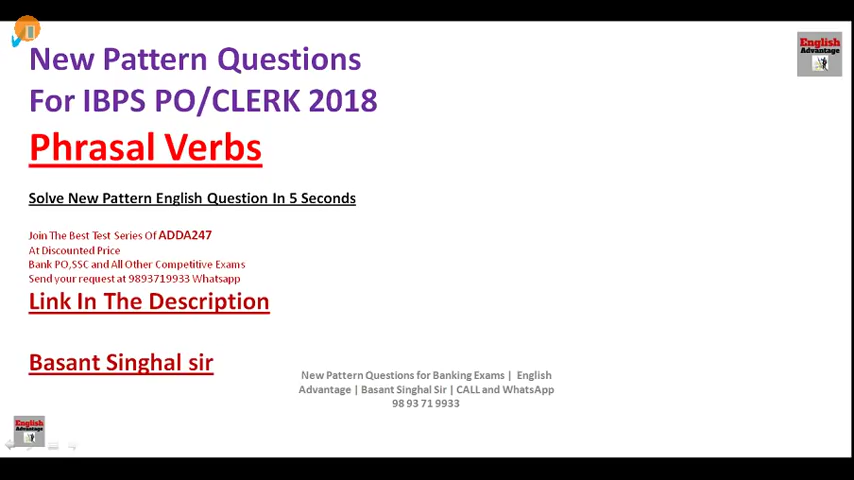 New Pattern Questions
For IBPS PO/CLERK 2018
Phrasal Verbs
Solve New Pattern English Question In 5 Seconds
Join The Best Test Series Of ADDA247
At Discounted Price
Bank PO,SSC and All Other Competitive Exams
Send your request at 9893719933 Whatsapp
Link In The Description
Basant Singhal sir
New Pattern Questions for Banking Exams | English
Advantage | Basant Singhal Sir | CALL and WhatsApp
98 93 71 9933
English
Advantage
English
Advantage